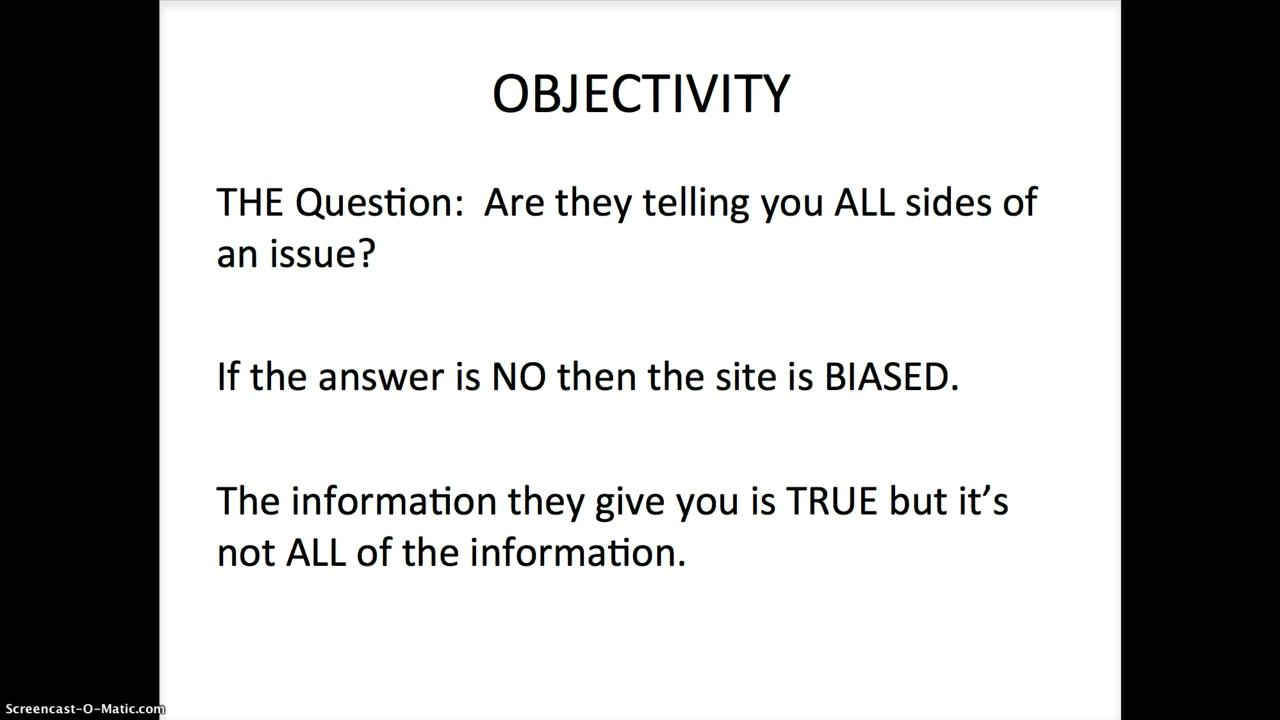 OBJECTIVITY
THE Question:  Are they telling you ALL sides of
an issue?
If the answer is NO then the site is BIASED.
The information they give you is TRUE but it’s
not ALL of the information.
Screencast-O-Matic.com